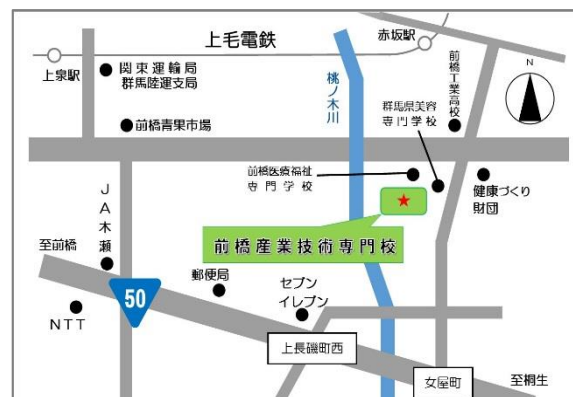 上毛電鉄
赤坂駅
上泉駅
関東運輸局
群馬陸運支局
前橋青果市場
桃ノ木川
前橋工業高校
群馬県美容
専門学校
N
前橋医療福祉
専門学校
健康づくり
財団
前橋産業技術専門校
JA木瀬
至前橋
50
郵便局
セブン
イレブン
NTT
上長磯町西
女屋町
至桐生